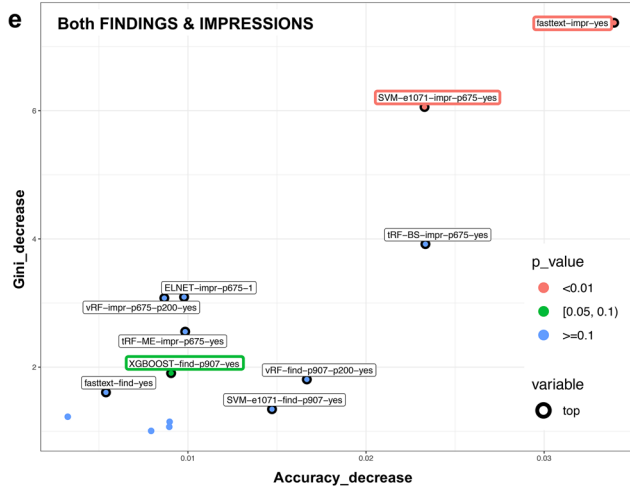 e
Both FINDINGS & IMPRESSIONS
fasttext-impr-yes
SVM-e1071-impr-p675-yes
6
tRF-BS-impr-p675-yes
4
Gini_decrease
p_value
<0.01
[0.05, 0.1)
>=0.1
ELNET-impr-p675-1
vRF-impr-p675-p200-yes
tRF-ME-impr-p675-yes
XGBOOST-find-p907-yes
2
vRF-find-p907-p200-yes
fasttext-find-yes
SVM-e1071-find-p907-yes
variable
top
0.01
0.02
0.03
Accuracy_decrease